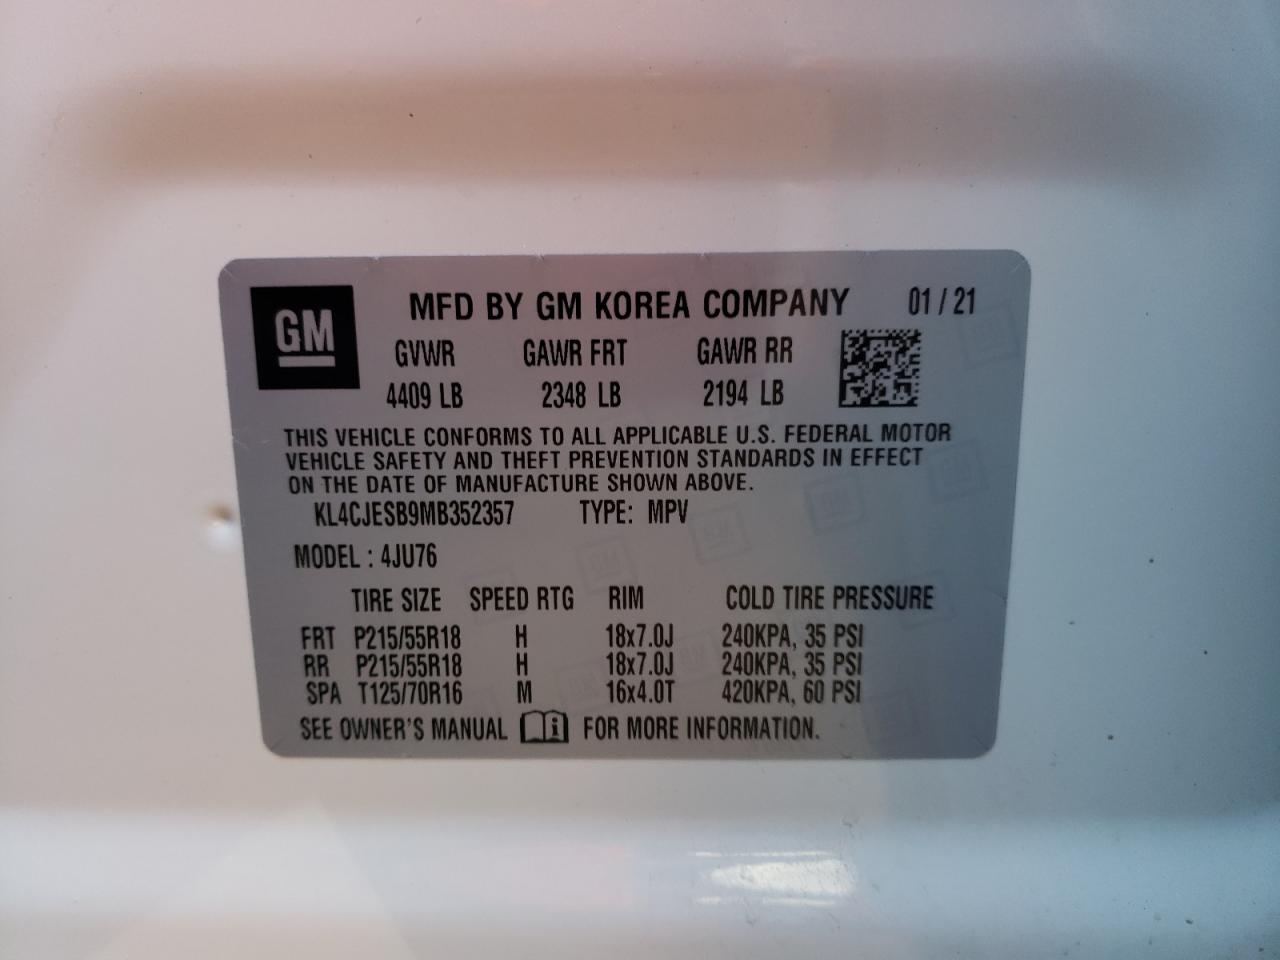 GM
MFD BY GM KOREA COMPANY 01 / 21
GVWR GAWR FRT GAWR RR
4409 LB 2348 LB 2194 LB
THIS VEHICLE CONFORMS TO ALL APPLICABLE U.S. FEDERAL MOTOR
VEHICLE SAFETY AND THEFT PREVENTION STANDARDS IN EFFECT
ON THE DATE OF MANUFACTURE SHOWN ABOVE.
KL4CJESB9MB352357 TYPE: MPV
MODEL : 4JU76
TIRE SIZE SPEED RTG RIM COLD TIRE PRESSURE
FRT P215/55R18 H 18x7.0J 240KPA, 35 PSI
RR P215/55R18 H 18x7.0J 240KPA, 35 PSI
SPA T125/70R16 M 16x4.0T 420KPA, 60 PSI
SEE OWNER'S MANUAL i FOR MORE INFORMATION.